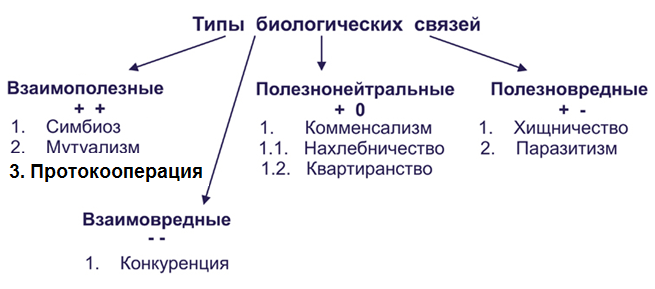 Типы биологических связей
Взаимополезные
+ +
1. Симбиоз
2. Мутуализм
3. Протокооперация
Полезнонейтральные
+ 0
1. Комменсализм
1.1. Нахлебничество
1.2. Квартиранство
Полезновредные
+ -
1. Хищничество
2. Паразитизм
Взаимовредные
- -
1. Конкуренция